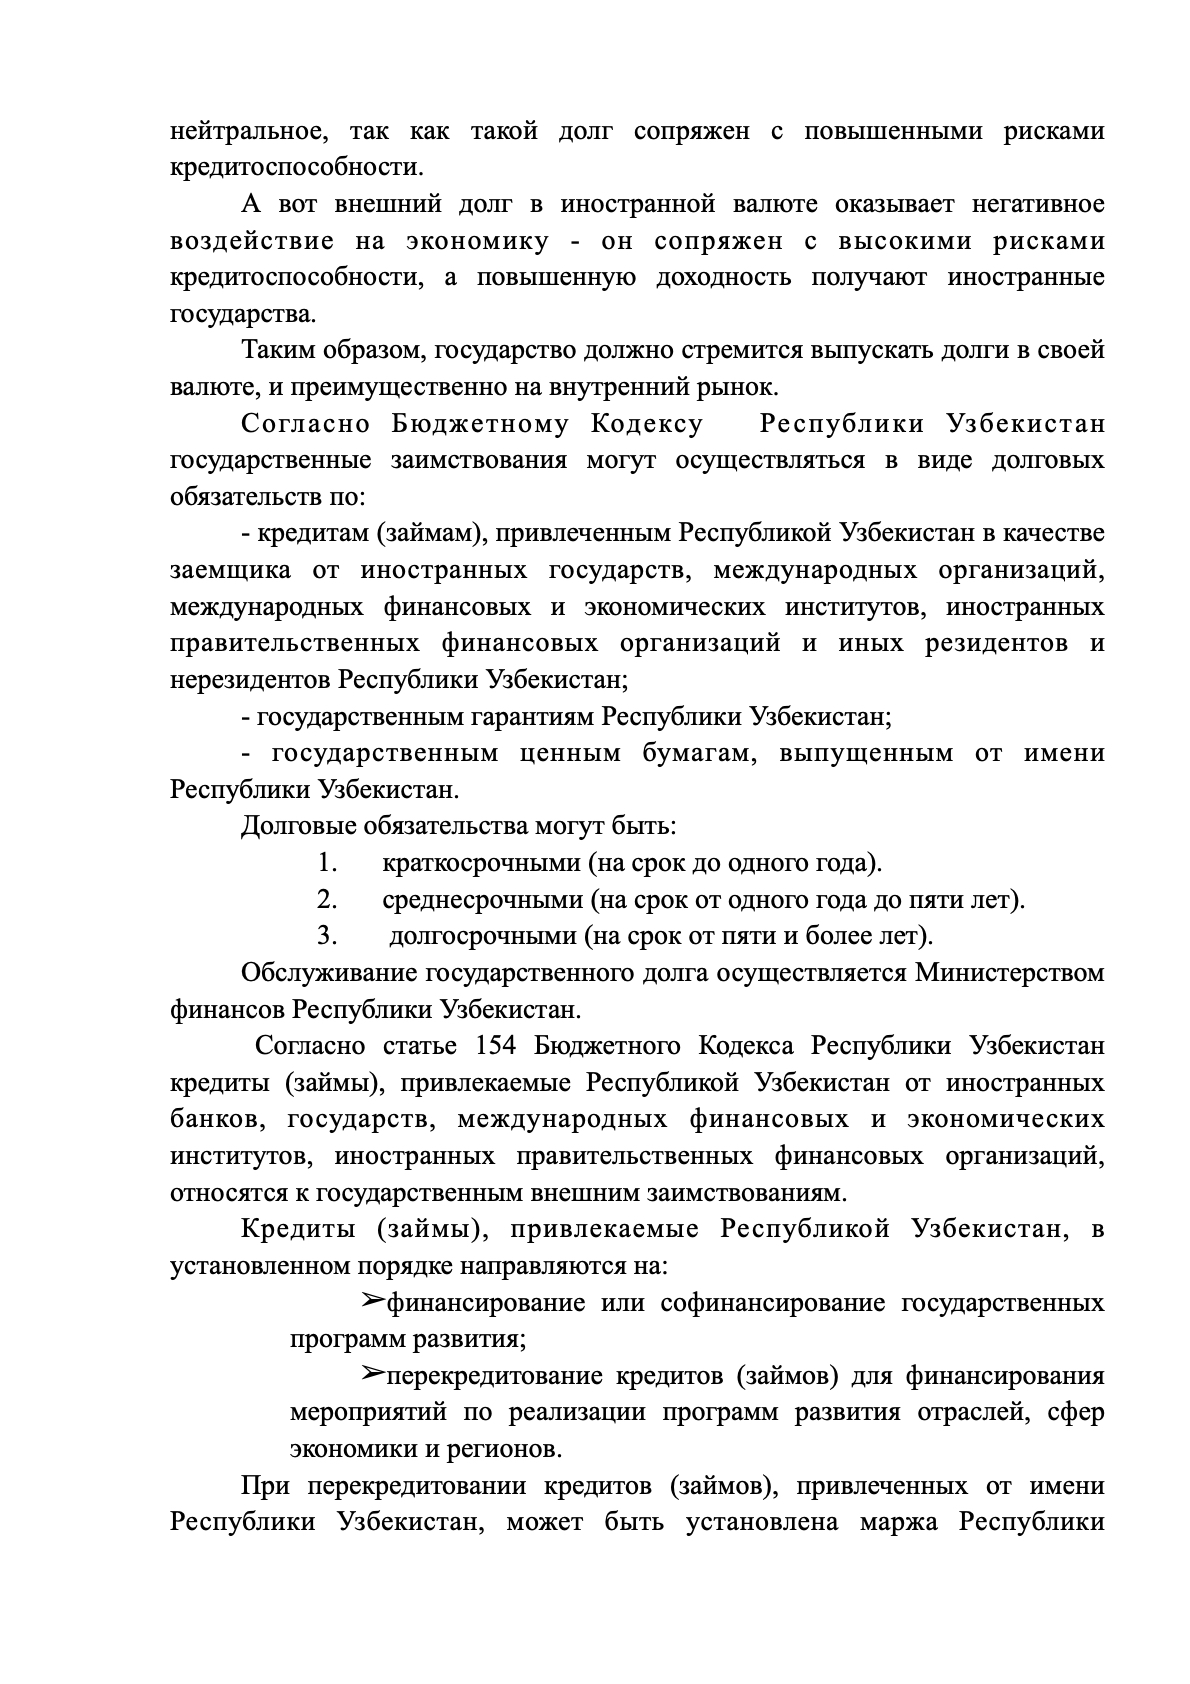 нейтральное, так как такой долг сопряжен с повышенными рисками
кредитоспособности.
А вот внешний долг в иностранной валюте оказывает негативное
воздействие на экономику - он сопряжен с высокими рисками
кредитоспособности, а повышенную доходность получают иностранные
государства.
Таким образом, государство должно стремится выпускать долги в своей
валюте, и преимущественно на внутренний рынок.
Согласно Бюджетному Кодексу Республики Узбекистан
государственные заимствования могут осуществляться в виде долговых
обязательств по:
- кредитам (займам), привлеченным Республикой Узбекистан в качестве
заемщика от иностранных государств, международных организаций,
международных финансовых и экономических институтов, иностранных
правительственных финансовых организаций и иных резидентов и
нерезидентов Республики Узбекистан;
- государственным гарантиям Республики Узбекистан;
- государственным ценным бумагам, выпущенным от имени
Республики Узбекистан.
Долговые обязательства могут быть:
1. краткосрочными (на срок до одного года).
2. среднесрочными (на срок от одного года до пяти лет).
3. долгосрочными (на срок от пяти и более лет).
Обслуживание государственного долга осуществляется Министерством
финансов Республики Узбекистан.
Согласно статье 154 Бюджетного Кодекса Республики Узбекистан
кредиты (займы), привлекаемые Республикой Узбекистан от иностранных
банков, государств, международных финансовых и экономических
институтов, иностранных правительственных финансовых организаций,
относятся к государственным внешним заимствованиям.
Кредиты (займы), привлекаемые Республикой Узбекистан, в
установленном порядке направляются на:
➢финансирование или софинансирование государственных
программ развития;
➢перекредитование кредитов (займов) для финансирования
мероприятий по реализации программ развития отраслей, сфер
экономики и регионов.
При перекредитовании кредитов (займов), привлеченных от имени
Республики Узбекистан, может быть установлена маржа Республики